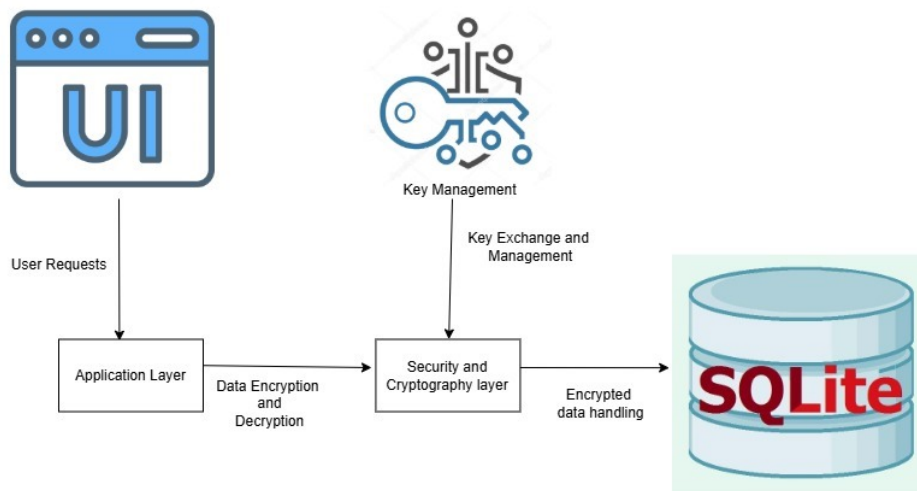 UI
Key Management
User Requests
Key Exchange and
Management
Application Layer
Data Encryption
and
Decryption
Security and
Cryptography layer
Encrypted
data handling
SQLite